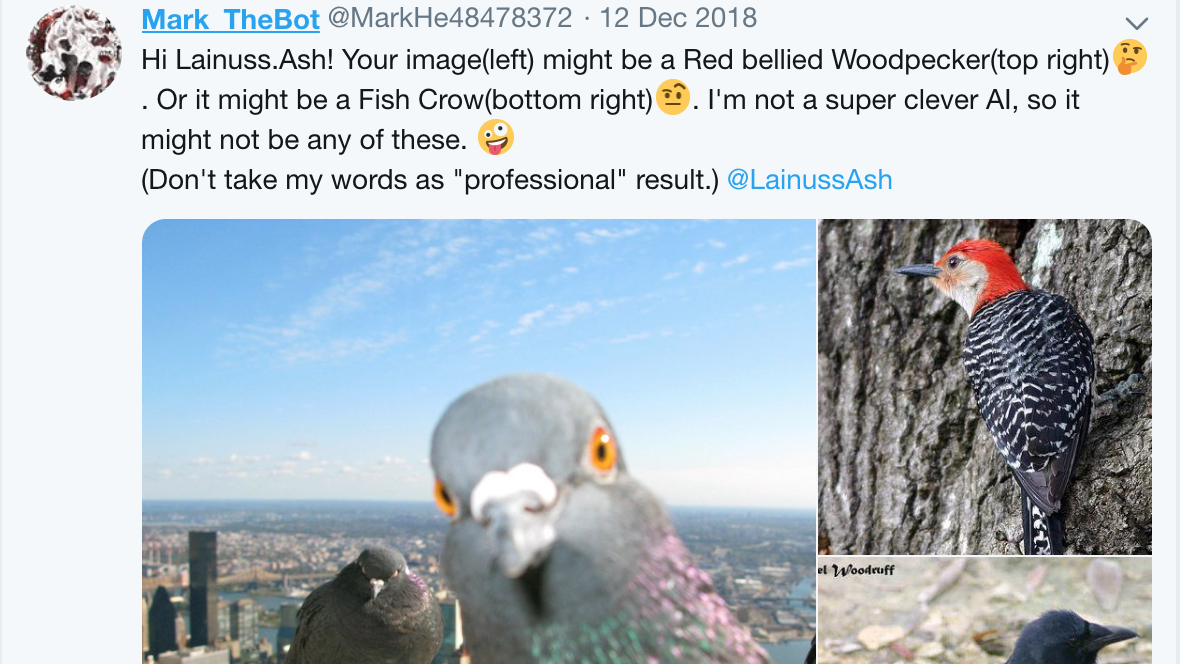 Mark_TheBot @MarkHe48478372 · 12 Dec 2018
Hi Lainuss.Ash! Your image(left) might be a Red bellied Woodpecker(top right)🤔
. Or it might be a Fish Crow(bottom right)🤨. I'm not a super clever AI, so it
might not be any of these. 🤪
(Don't take my words as "professional" result.) @LainussAsh
el Woodruff